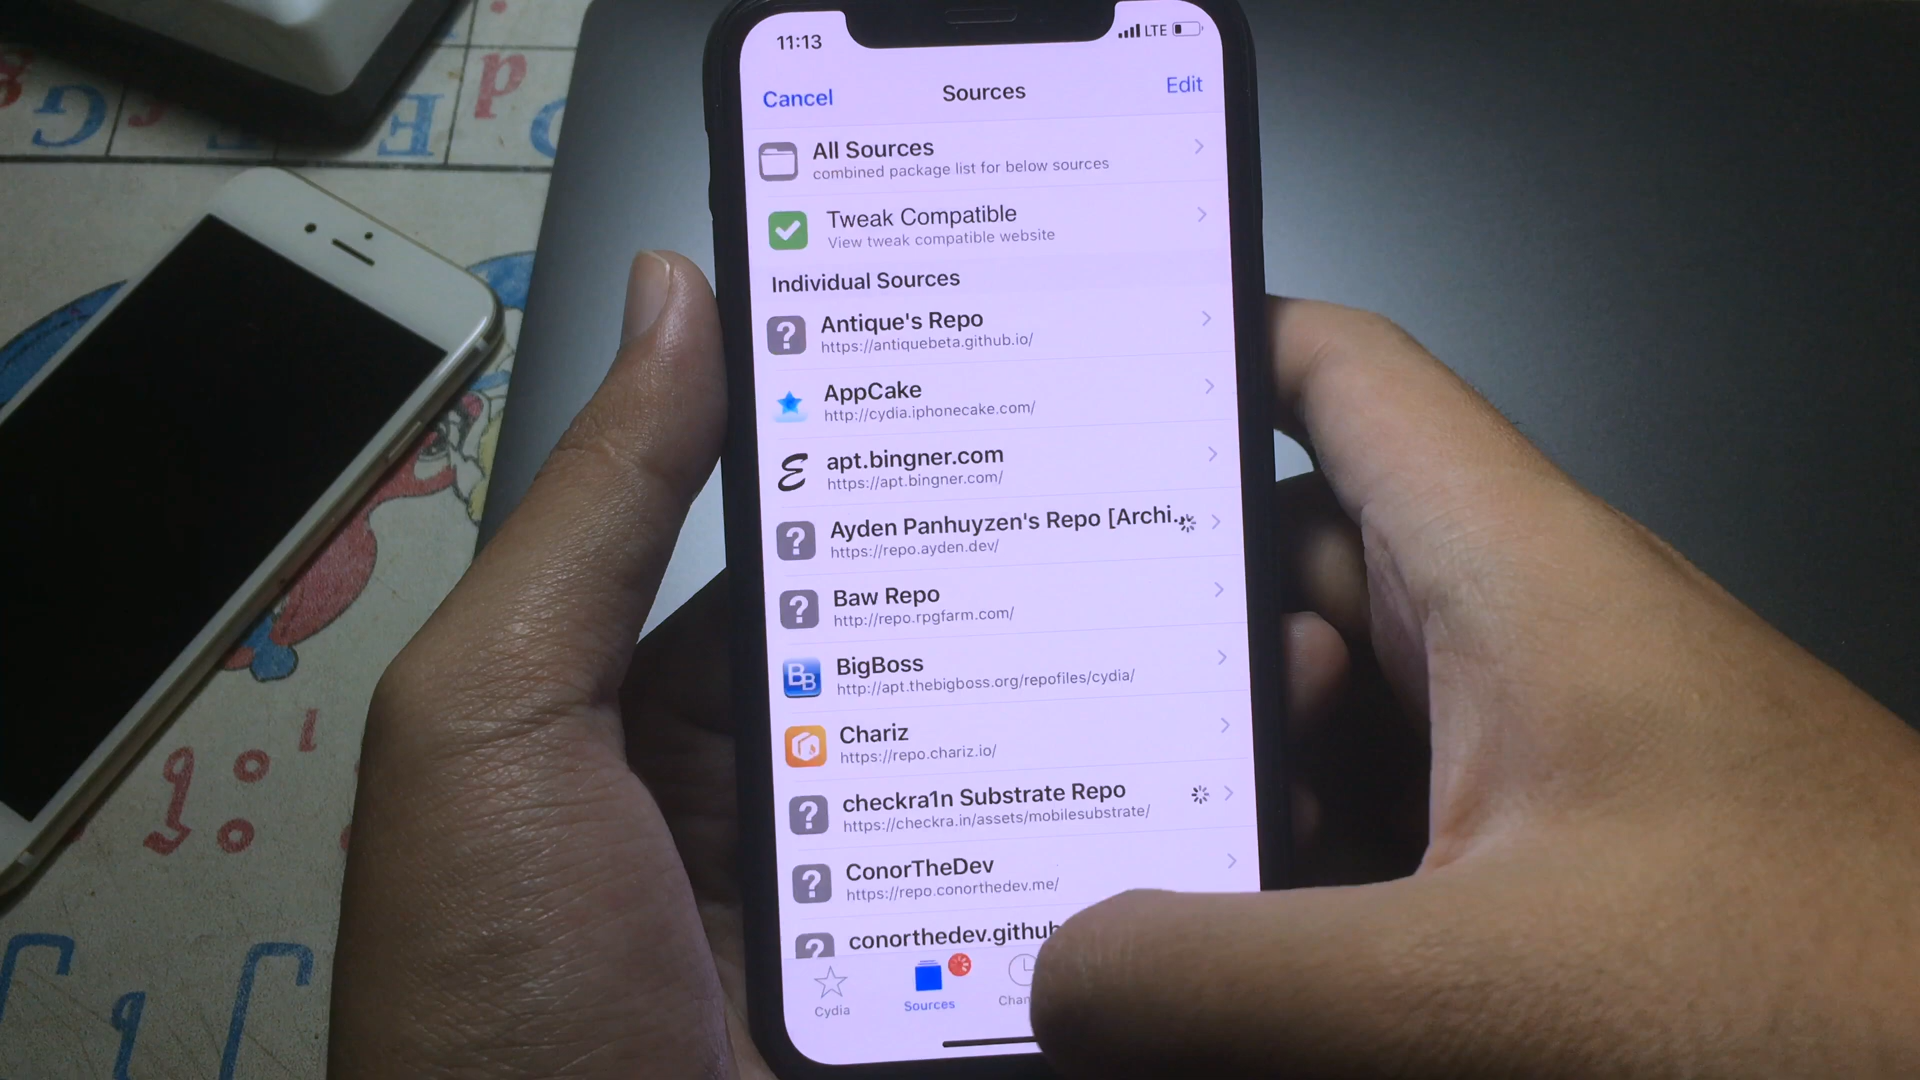 11:13
LTE
Cancel
Sources
Edit
All Sources
combined package list for below sources
Tweak Compatible
View tweak compatible website
Individual Sources
Antique's Repo
https://antiquebeta.github.io/
AppCake
http://cydia.iphonecake.com/
apt.bingner.com
https://apt.bingner.com/
Ayden Panhuyzen's Repo [Archi...
https://repo.ayden.dev/
Baw Repo
http://repo.rpgfarm.com/
BigBoss
http://apt.thebigboss.org/repofiles/cydia/
Chariz
https://repo.chariz.io/
checkra1n Substrate Repo
https://checkra.in/assets/mobilesubstrate/
ConorTheDev
https://repo.conorthedev.me/
conorthedev.github
Cydia
Sources
Chan